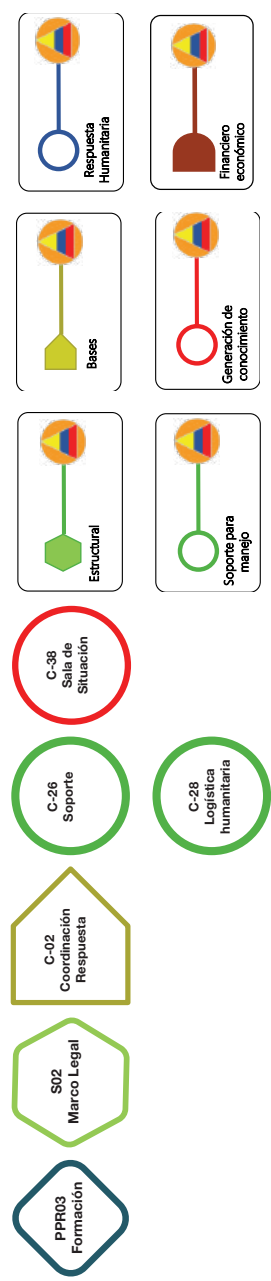 Respuesta
Humanitaria
Financiero
económico
Bases
Generación de
conocimiento
Estructural
Soporte para
manejo
C-38
Sala de
Situación
C-26
Soporte
C-28
Logística
humanitaria
C-02
Coordinación
Respuesta
S02
Marco Legal
PPR03
Formación